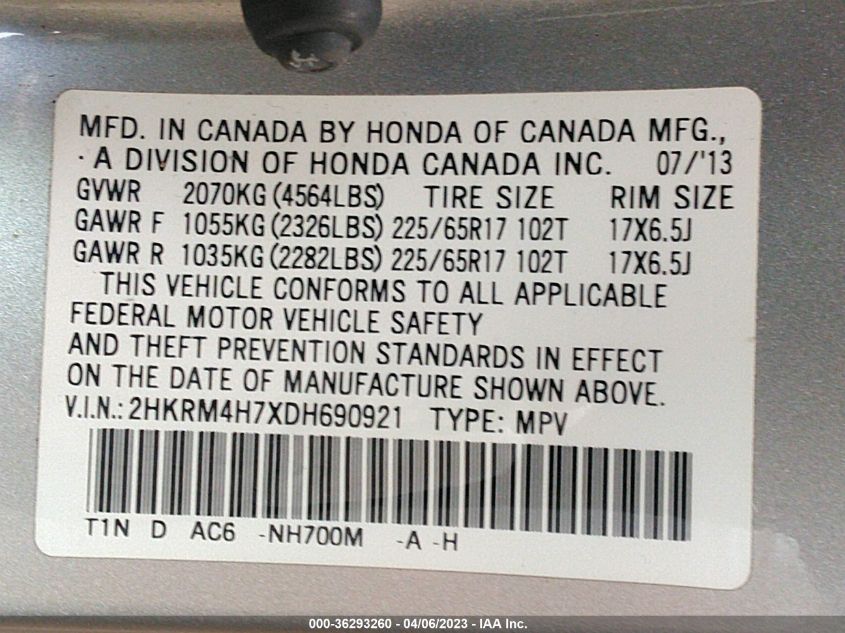 MFD. IN CANADA BY HONDA OF CANADA MFG.,
· A DIVISION OF HONDA CANADA INC. 07/'13
GVWR 2070KG (4564LBS) TIRE SIZE RIM SIZE
GAWR F 1055KG (2326LBS) 225/65R17 102T 17X6.5J
GAWR R 1035KG (2282LBS) 225/65R17 102T 17X6.5J
THIS VEHICLE CONFORMS TO ALL APPLICABLE
FEDERAL MOTOR VEHICLE SAFETY
AND THEFT PREVENTION STANDARDS IN EFFECT
ON THE DATE OF MANUFACTURE SHOWN ABOVE.
V.I.N.: 2HKRM4H7XDH690921 TYPE: MPV
T1N D AC6 -NH700M -A -H
000-36293260 - 04/06/2023 - IAA Inc.